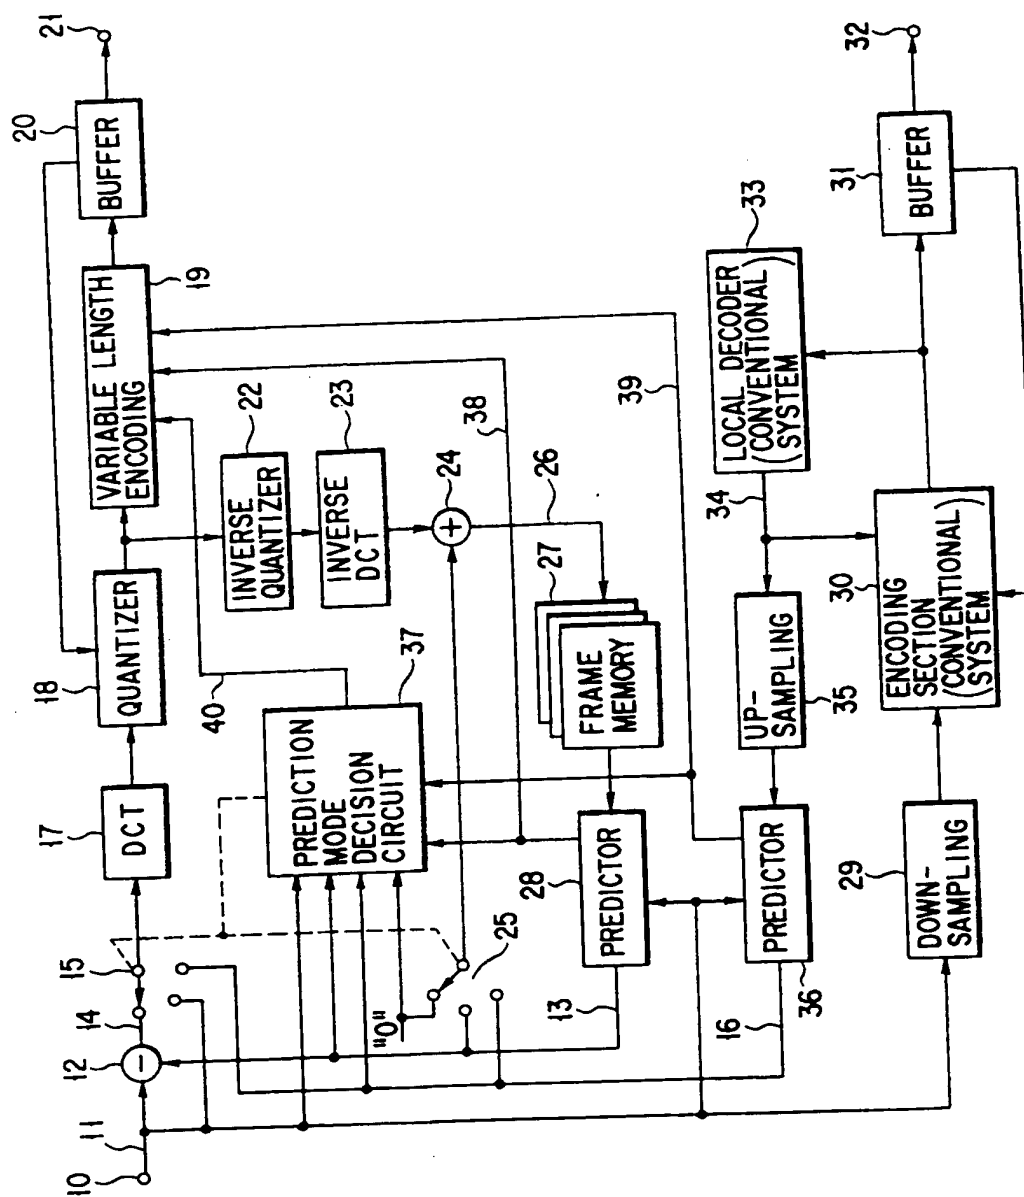 10
11
12
14
15
17
DCT
18
QUANTIZER
VARIABLE LENGTH
ENCODING
19
20
BUFFER
21
40
INVERSE
QUANTIZER
22
INVERSE
DCT
23
+
24
38
26
PREDICTION
MODE
DECISION
CIRCUIT
37
"0"
25
27
FRAME
MEMORY
28
PREDICTOR
13
39
LOCAL DECODER
(CONVENTIONAL
SYSTEM)
33
34
UP-
SAMPLING
35
PREDICTOR
36
16
29
DOWN-
SAMPLING
30
ENCODING
SECTION
(CONVENTIONAL
SYSTEM)
31
BUFFER
32
-